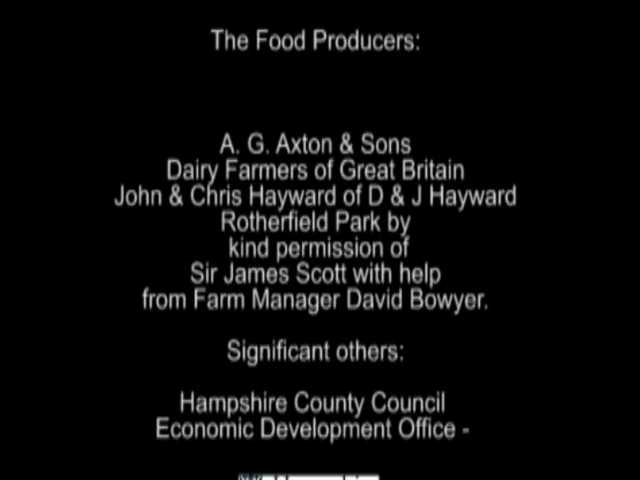 The Food Producers:
A. G. Axton & Sons
Dairy Farmers of Great Britain
John & Chris Hayward of D & J Hayward
Rotherfield Park by
kind permission of
Sir James Scott with help
from Farm Manager David Bowyer.
Significant others:
Hampshire County Council
Economic Development Office -